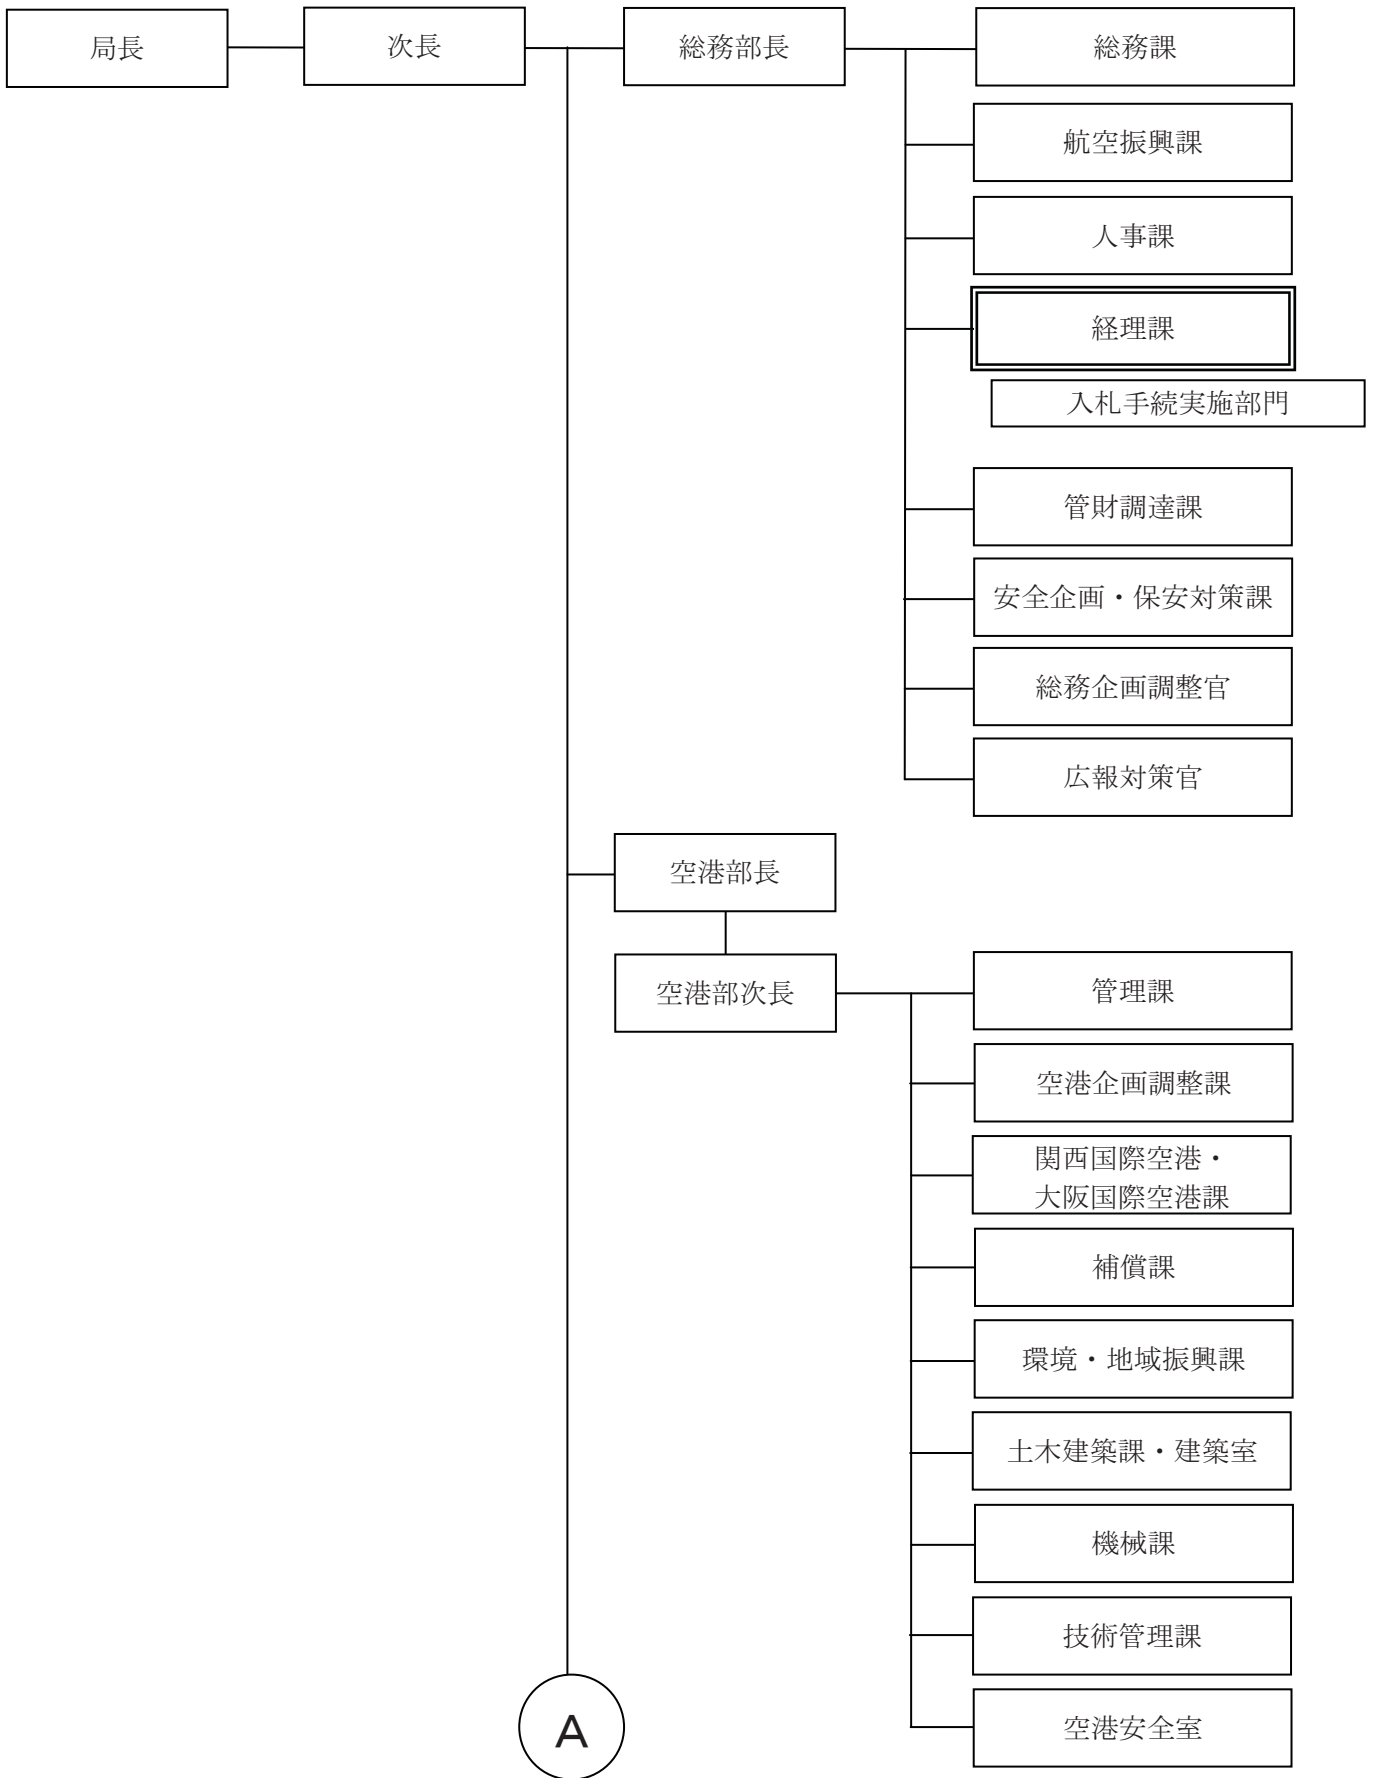 局長
次長
総務部長
総務課
航空振興課
人事課
経理課
入札手続実施部門
管財調達課
安全企画・保安対策課
総務企画調整官
広報対策官
空港部長
空港部次長
管理課
空港企画調整課
関西国際空港・
大阪国際空港課
補償課
環境・地域振興課
土木建築課・建築室
機械課
技術管理課
空港安全室
A